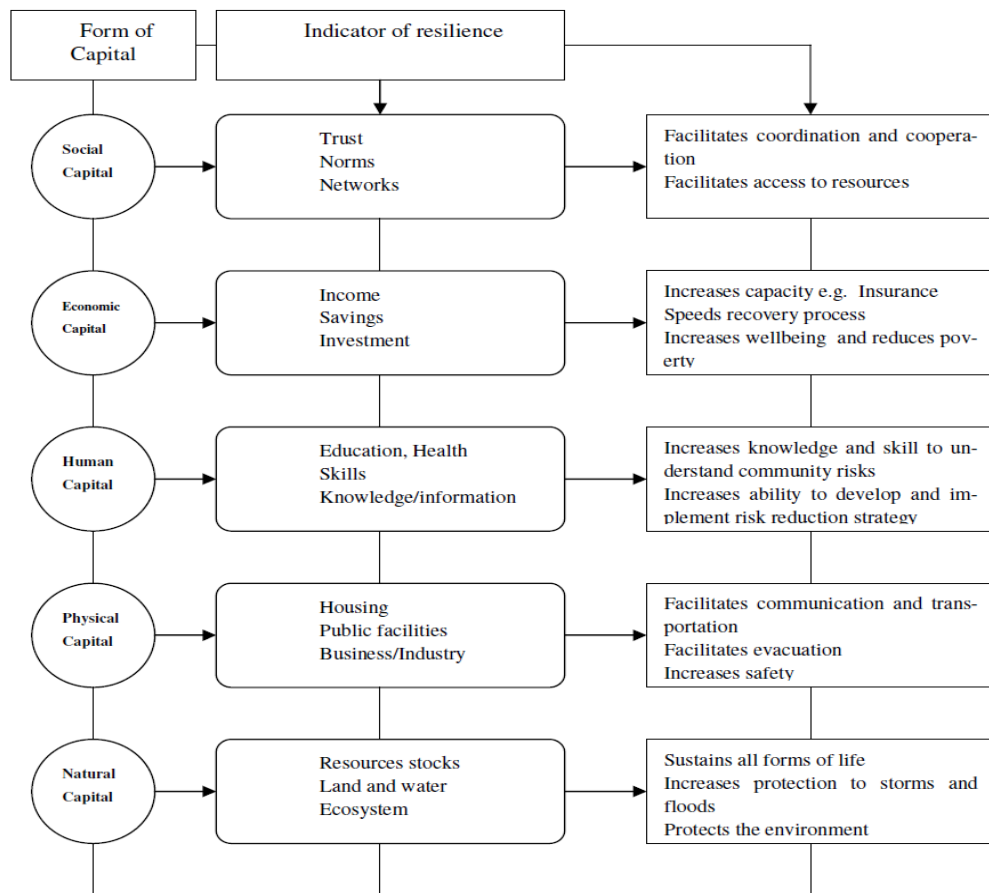 Form of
Capital
Indicator of resilience
Social
Capital
Trust
Norms
Networks
Facilitates coordination and coopera-
tion
Facilitates access to resources
Economic
Capital
Income
Savings
Investment
Increases capacity e.g. Insurance
Speeds recovery process
Increases wellbeing and reduces pov-
erty
Human
Capital
Education, Health
Skills
Knowledge/information
Increases knowledge and skill to un-
derstand community risks
Increases ability to develop and im-
plement risk reduction strategy
Physical
Capital
Housing
Public facilities
Business/Industry
Facilitates communication and trans-
portation
Facilitates evacuation
Increases safety
Natural
Capital
Resources stocks
Land and water
Ecosystem
Sustains all forms of life
Increases protection to storms and
floods
Protects the environment